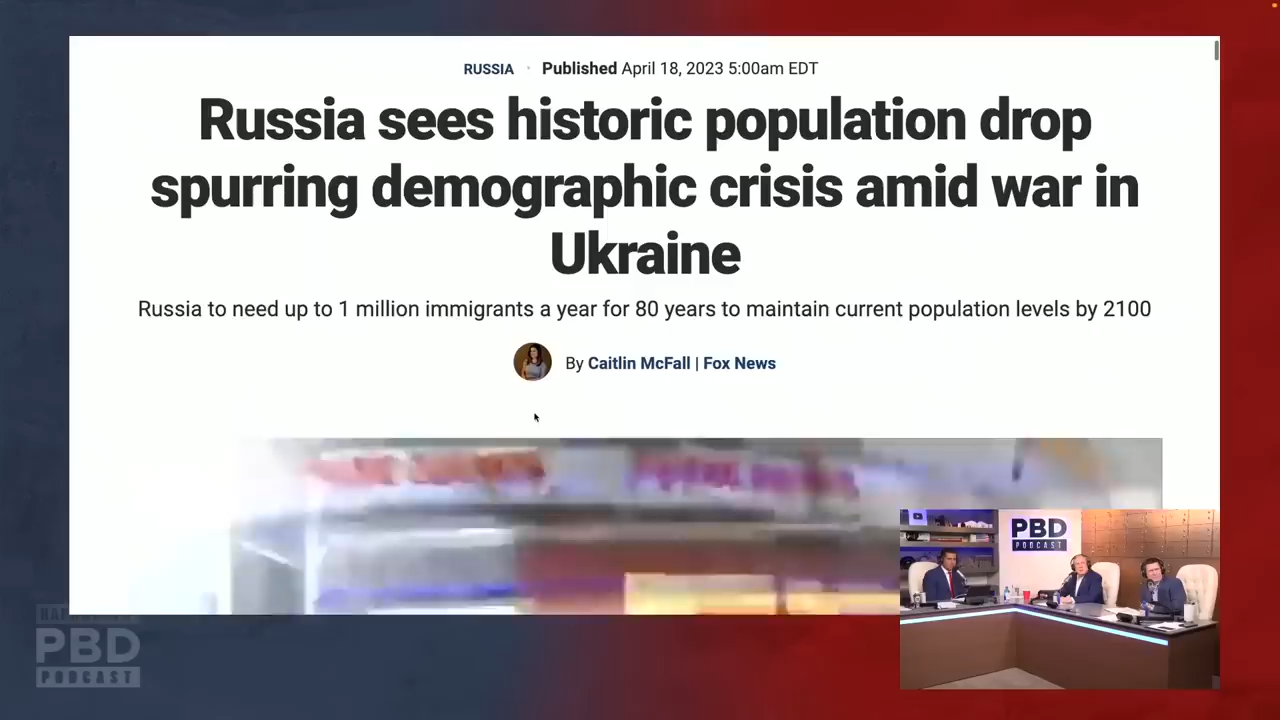 RUSSIA · Published April 18, 2023 5:00am EDT
Russia sees historic population drop
spurring demographic crisis amid war in
Ukraine
Russia to need up to 1 million immigrants a year for 80 years to maintain current population levels by 2100
By Caitlin McFall | Fox News
PBD
PODCAST
PBD
PODCAST